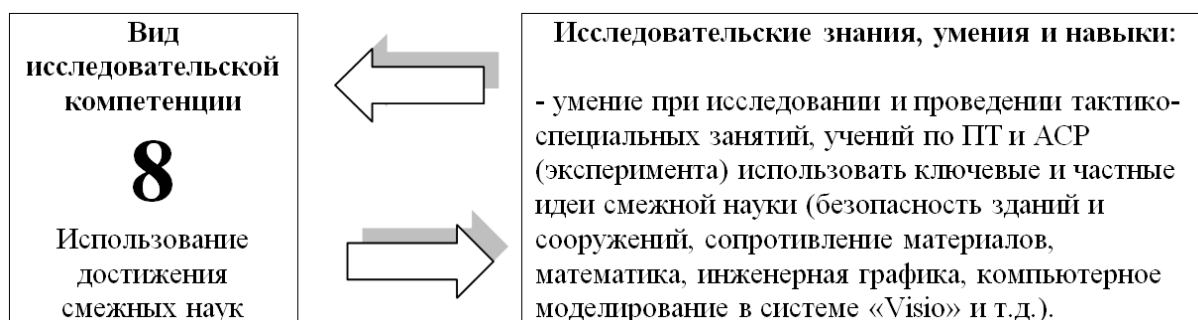 Вид
исследовательской
компетенции
8
Использование
достижения
смежных наук
Исследовательские знания, умения и навыки:
- умение при исследовании и проведении тактико-
специальных занятий, учений по ПТ и АСР
(эксперимента) использовать ключевые и частные
идеи смежной науки (безопасность зданий и
сооружений, сопротивление материалов,
математика, инженерная графика, компьютерное
моделирование в системе «Visio» и т.д.).